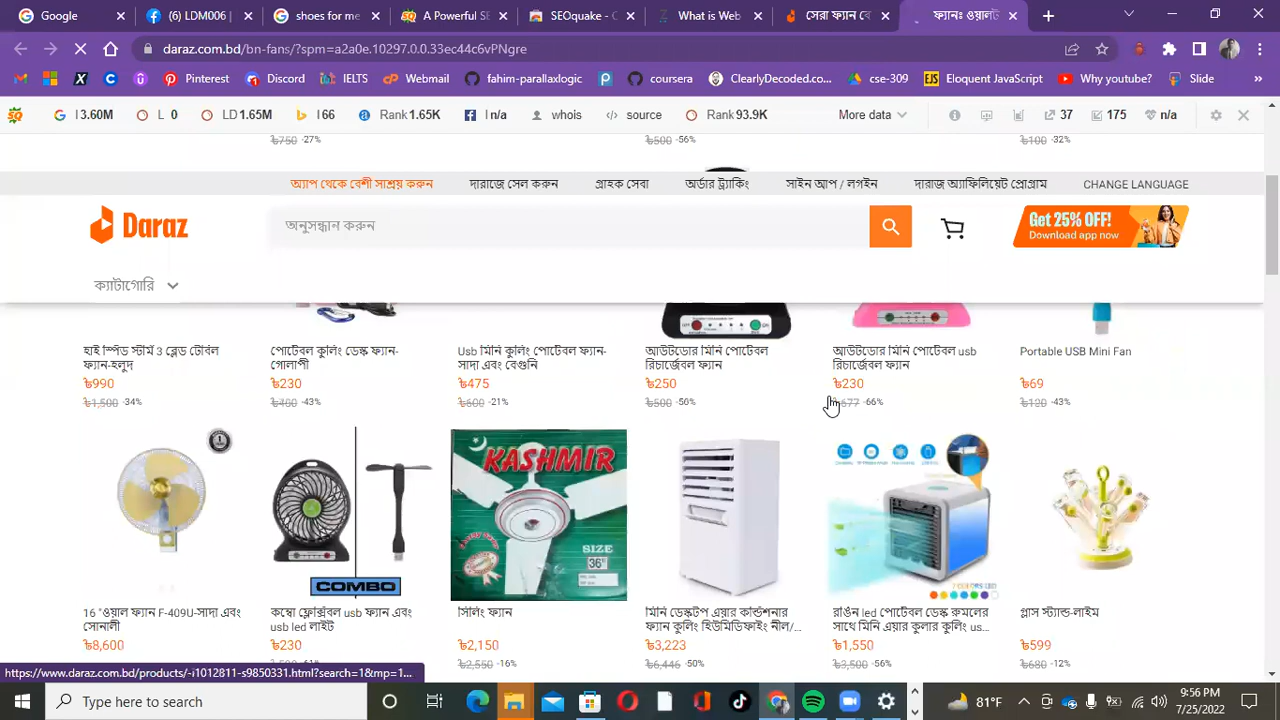 (6) LDM006
shoes for me
A Powerful S
SEOquake - C
What is Web
সেরা ফ্যান বে
ফ্যানঃ ওয়ালট
daraz.com.bd/bn-fans/?spm=a2a0e.10297.0.0.33ec44c6vPNgre
Pinterest Discord IELTS Webmail fahim-parallaxlogic coursera ClearlyDecoded.co... cse-309 Eloquent JavaScript Why youtube? Slide
I 3.60M L 0 LD 1.65M I 66 Rank 1.65K I n/a whois source Rank 93.9K More data 37 175 n/a
৳750 -27% ৳500 -56% ৳100 -32%
অ্যাপ থেকে বেশী সাশ্রয় করুন দারাজে সেল করুন গ্রাহক সেবা অর্ডার ট্র্যাকিং সাইন আপ / লগইন দারাজ অ্যাফিলিয়েট প্রোগ্রাম CHANGE LANGUAGE
Daraz
অনুসন্ধান করুন
Get 25% OFF!
Download app now
ক্যাটাগোরি
হাই স্পিড স্টর্ম 3 ব্লেড টেবিল
ফ্যান-হলুদ
৳990
৳1,500 -34%
পোর্টেবল কুলিং ডেস্ক ফ্যান-
গোলাপী
৳230
৳400 -43%
Usb মিনি কুলিং পোর্টেবল ফ্যান-
সাদা এবং বেগুনি
৳475
৳600 -21%
আউটডোর মিনি পোর্টেবল
রিচার্জেবল ফ্যান
৳250
৳500 -56%
আউটডোর মিনি পোর্টেবল usb
রিচার্জেবল ফ্যান
৳230
৳677 -66%
Portable USB Mini Fan
৳69
৳120 -43%
COMBO
KASHMIR
SIZE
36"
16 "ওয়াল ফ্যান F-409U-সাদা এবং
সোনালী
৳8,600
কম্বো ফ্লেক্সিবল usb ফ্যান এবং
usb led লাইট
৳230
সিলিং ফ্যান
৳2,150
৳2,550 -16%
মিনি ডেস্কটপ এয়ার কন্ডিশনার
ফ্যান কুলিং হিউমিডিফাইং নীল/...
৳3,223
৳6,446 -50%
রঙিন led পোর্টেবল ডেস্ক রুমলের
সাথে মিনি এয়ার কুলার কুলিং us...
৳1,550
৳3,500 -56%
গ্লাস স্ট্যান্ড-লাইম
৳599
৳680 -12%
https://www.daraz.com.bd/products/-i1012811-s9850331.html?search=1&mp=1...
Type here to search
81°F
9:56 PM
7/25/2022